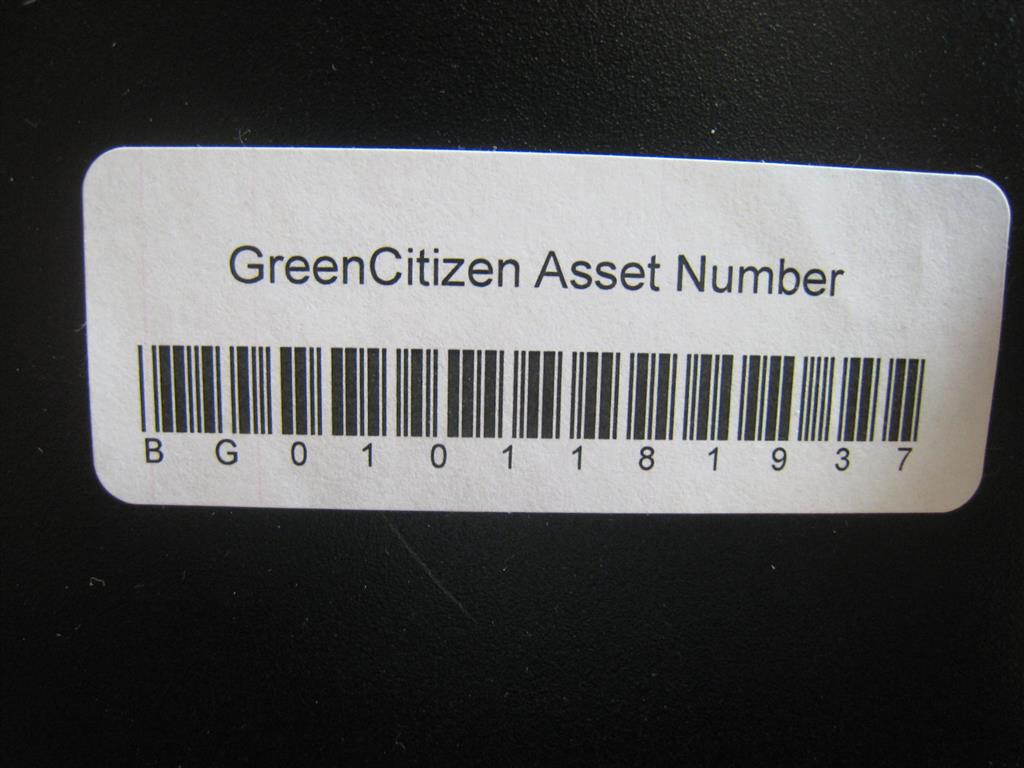 GreenCitizen Asset Number
B G 0 1 0 1 1 8 1 9 3 7